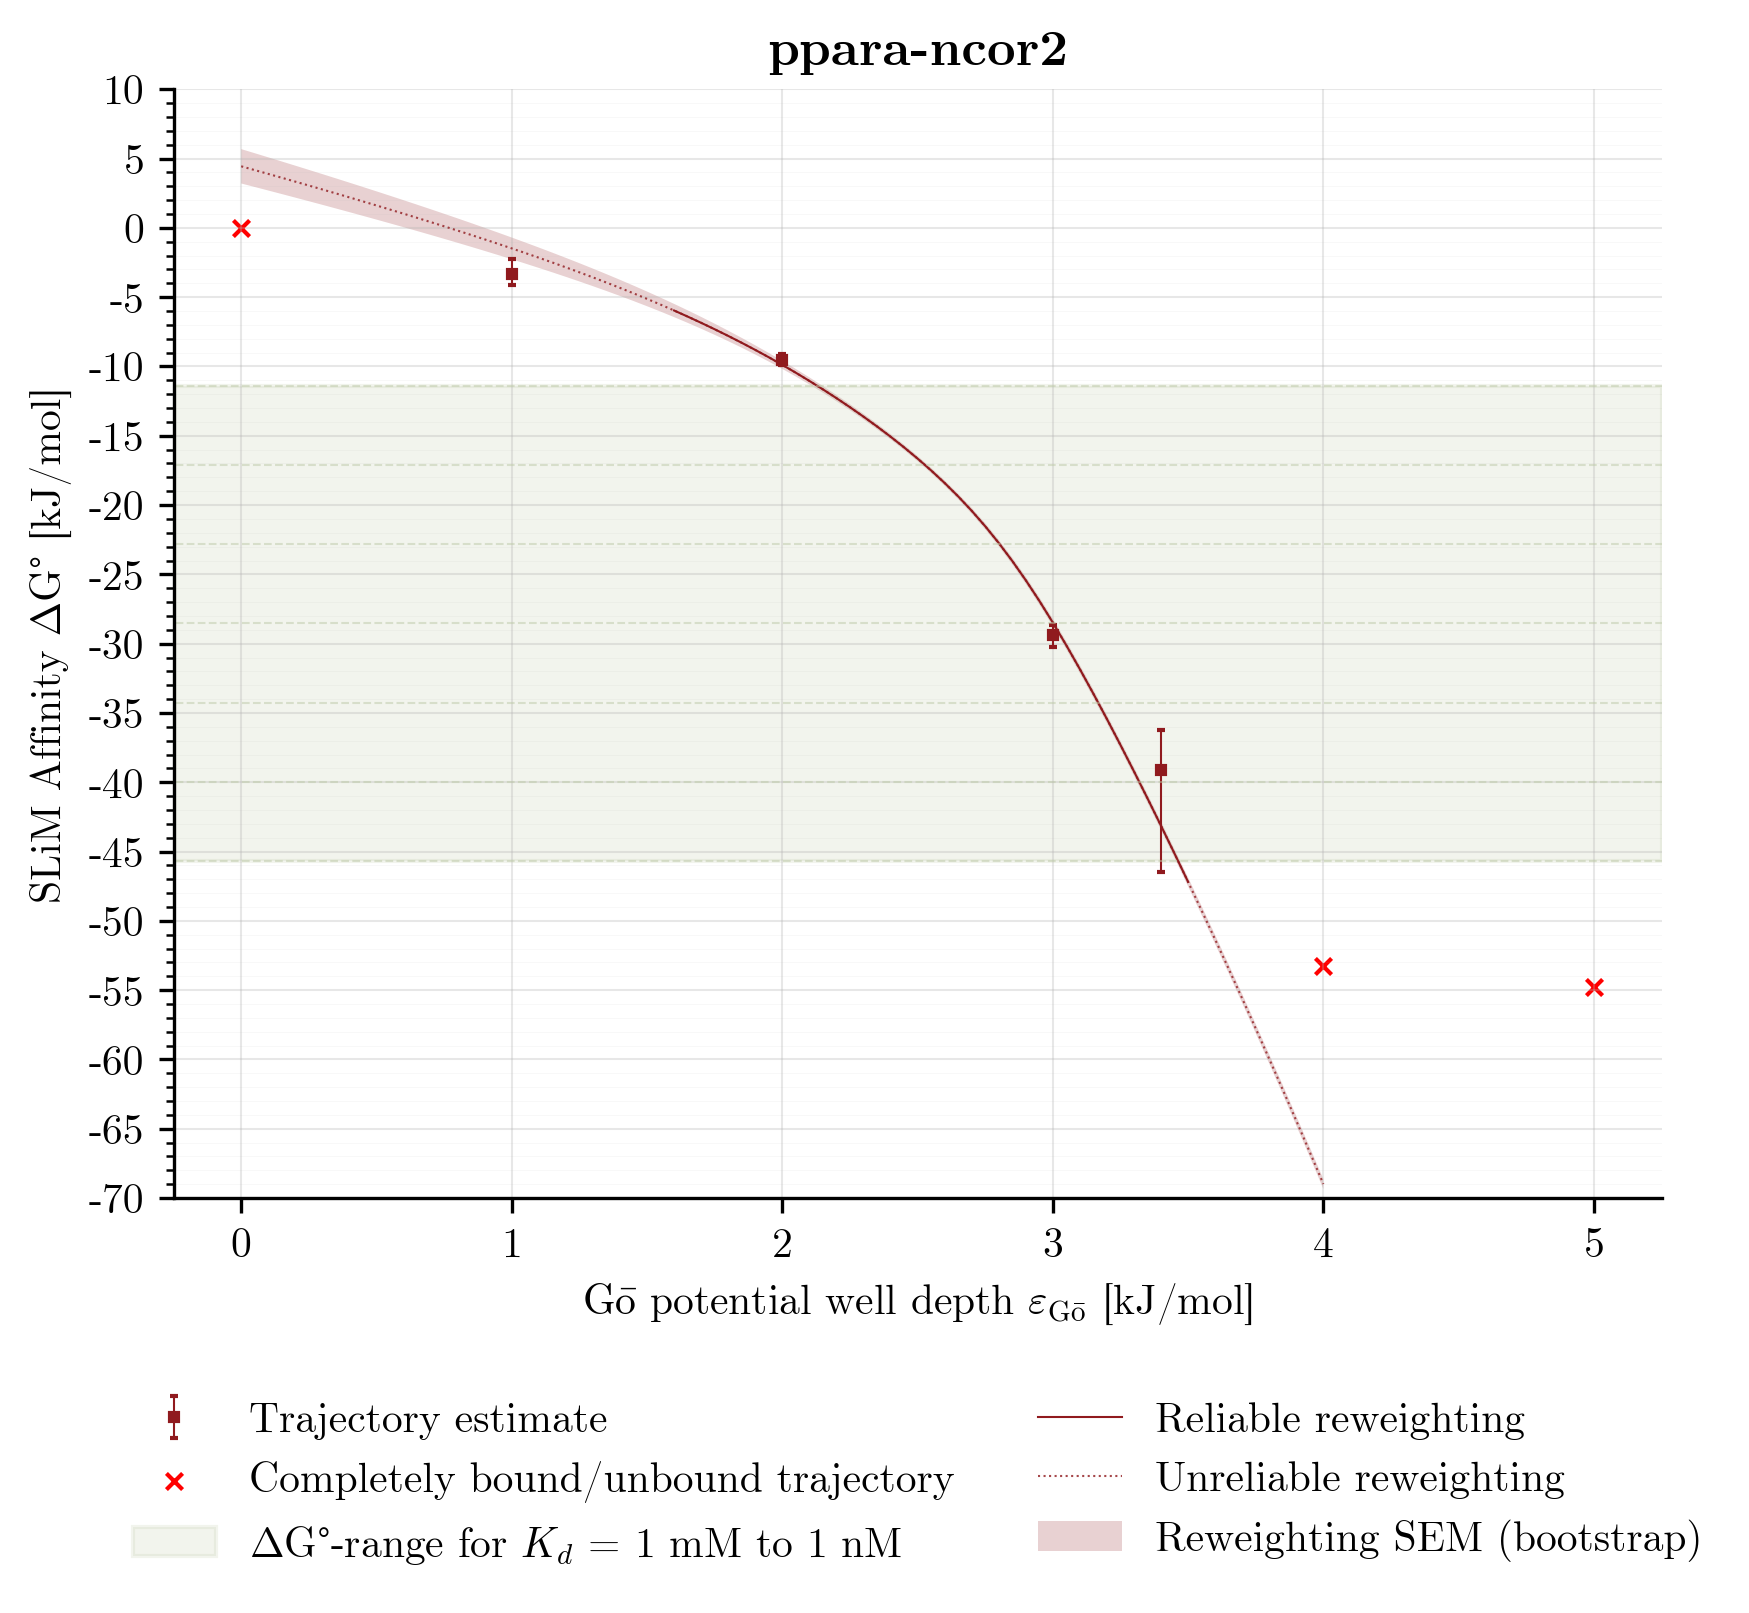 ppara-ncor2
10
5
0
-5
-10
-15
-20
-25
-30
-35
-40
-45
-50
-55
-60
-65
-70
SLiM Affinity ΔG° [kJ/mol]
0 1 2 3 4 5
Gō potential well depth ε_Gō [kJ/mol]
Trajectory estimate
Completely bound/unbound trajectory
ΔG°-range for K_d = 1 mM to 1 nM
Reliable reweighting
Unreliable reweighting
Reweighting SEM (bootstrap)